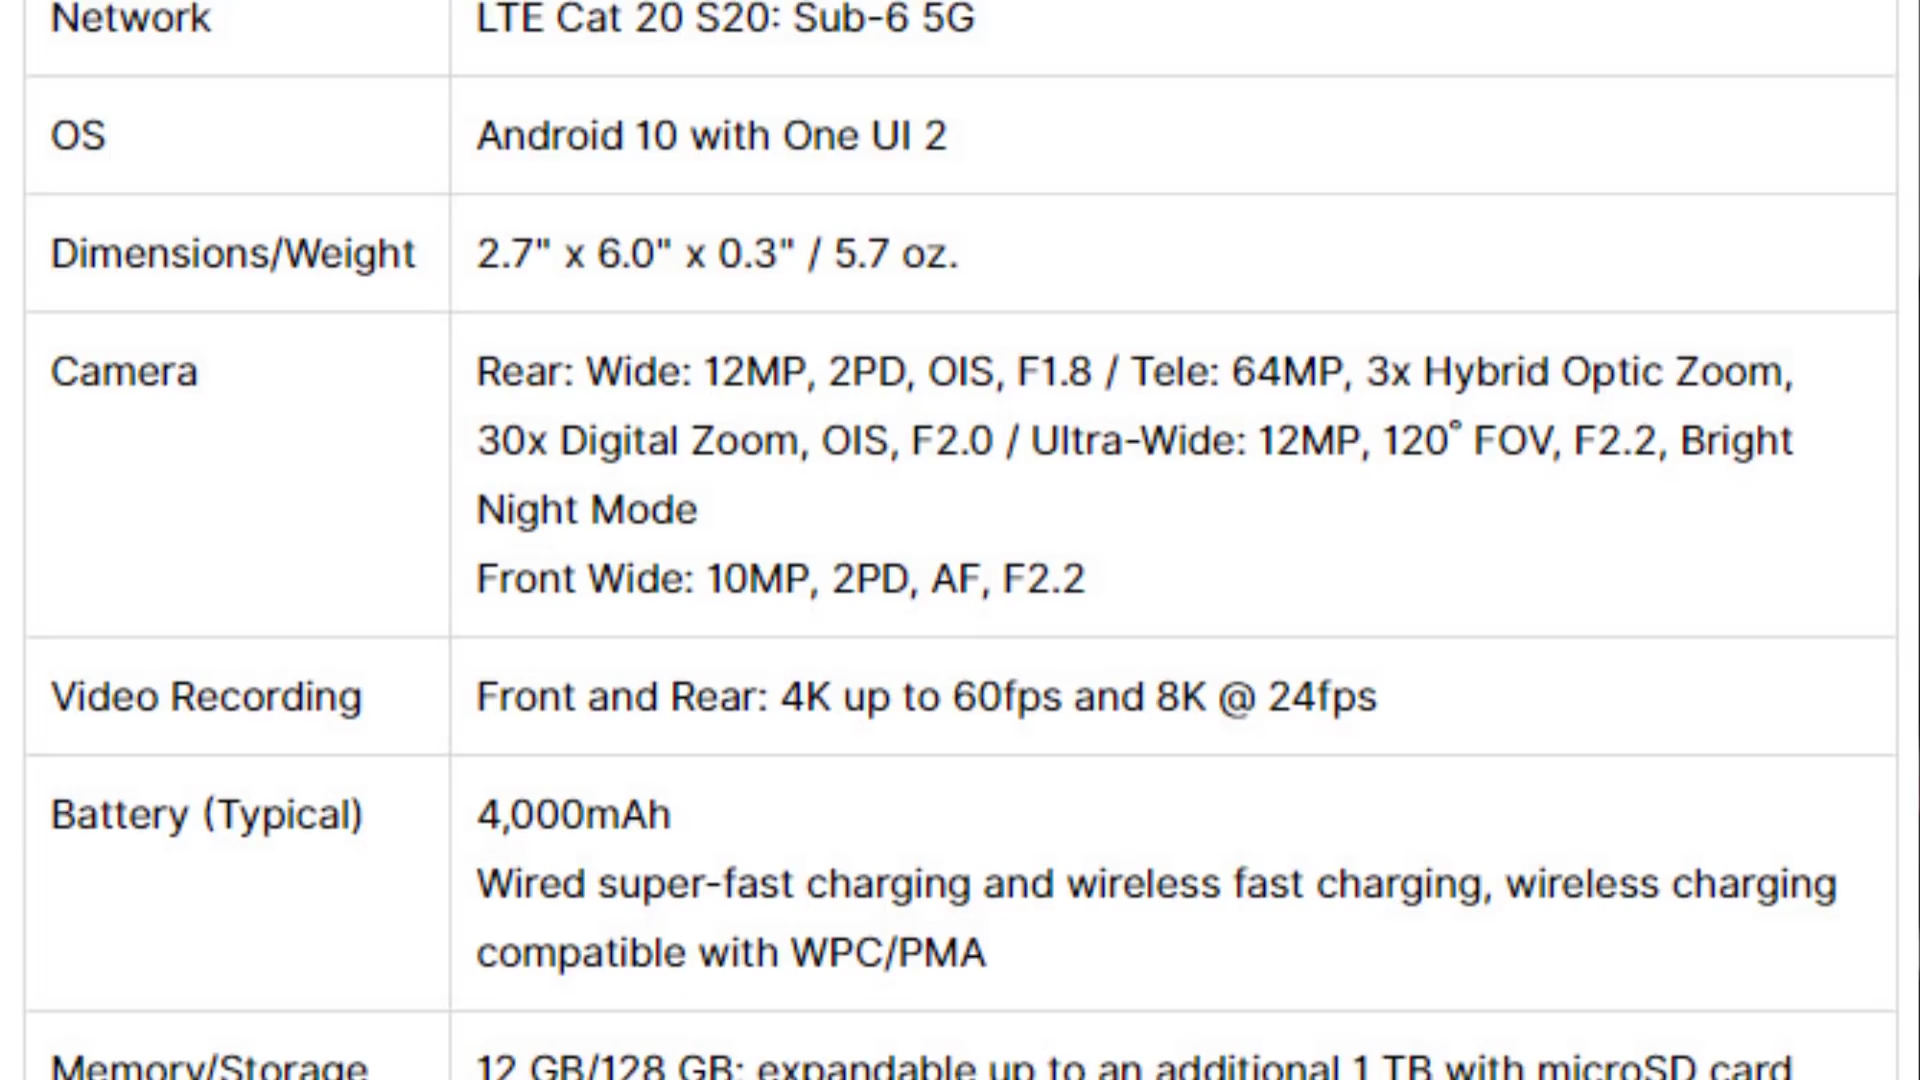 Network
LTE Cat 20 S20: Sub-6 5G
OS
Android 10 with One UI 2
Dimensions/Weight
2.7" x 6.0" x 0.3" / 5.7 oz.
Camera
Rear: Wide: 12MP, 2PD, OIS, F1.8 / Tele: 64MP, 3x Hybrid Optic Zoom,
30x Digital Zoom, OIS, F2.0 / Ultra-Wide: 12MP, 120˚ FOV, F2.2, Bright
Night Mode
Front Wide: 10MP, 2PD, AF, F2.2
Video Recording
Front and Rear: 4K up to 60fps and 8K @ 24fps
Battery (Typical)
4,000mAh
Wired super-fast charging and wireless fast charging, wireless charging
compatible with WPC/PMA
Memory/Storage
12 GB/128 GB; expandable up to an additional 1 TB with microSD card